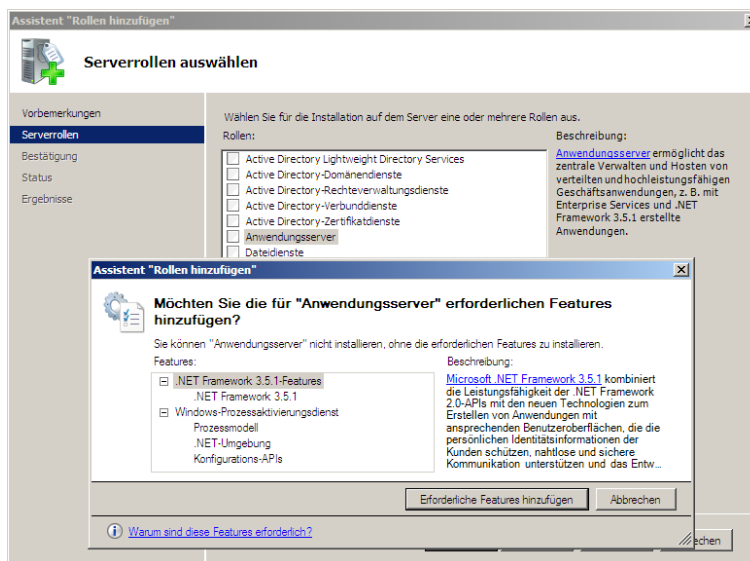 Assistent "Rollen hinzufügen"
Serverrollen auswählen
Vorbemerkungen
Serverrollen
Bestätigung
Status
Ergebnisse
Wählen Sie für die Installation auf dem Server eine oder mehrere Rollen aus.
Rollen:
Active Directory Lightweight Directory Services
Active Directory-Domänendienste
Active Directory-Rechteverwaltungsdienste
Active Directory-Verbunddienste
Active Directory-Zertifikatdienste
Anwendungsserver
Dateidienste
Beschreibung:
Anwendungsserver ermöglicht das
zentrale Verwalten und Hosten von
verteilten und hochleistungsfähigen
Geschäftsanwendungen, z. B. mit
Enterprise Services und .NET
Framework 3.5.1 erstellte
Anwendungen.
Assistent "Rollen hinzufügen"
Möchten Sie die für "Anwendungsserver" erforderlichen Features
hinzufügen?
Sie können "Anwendungsserver" nicht installieren, ohne die erforderlichen Features zu installieren.
Features:
.NET Framework 3.5.1-Features
.NET Framework 3.5.1
Windows-Prozessaktivierungsdienst
Prozessmodell
.NET-Umgebung
Konfigurations-APIs
Beschreibung:
Microsoft .NET Framework 3.5.1 kombiniert
die Leistungsfähigkeit der .NET Framework
2.0-APIs mit den neuen Technologien zum
Erstellen von Anwendungen mit
ansprechenden Benutzeroberflächen, die die
persönlichen Identitätsinformationen der
Kunden schützen, nahtlose und sichere
Kommunikation unterstützen und das Entw...
Erforderliche Features hinzufügen
Abbrechen
Warum sind diese Features erforderlich?
echen